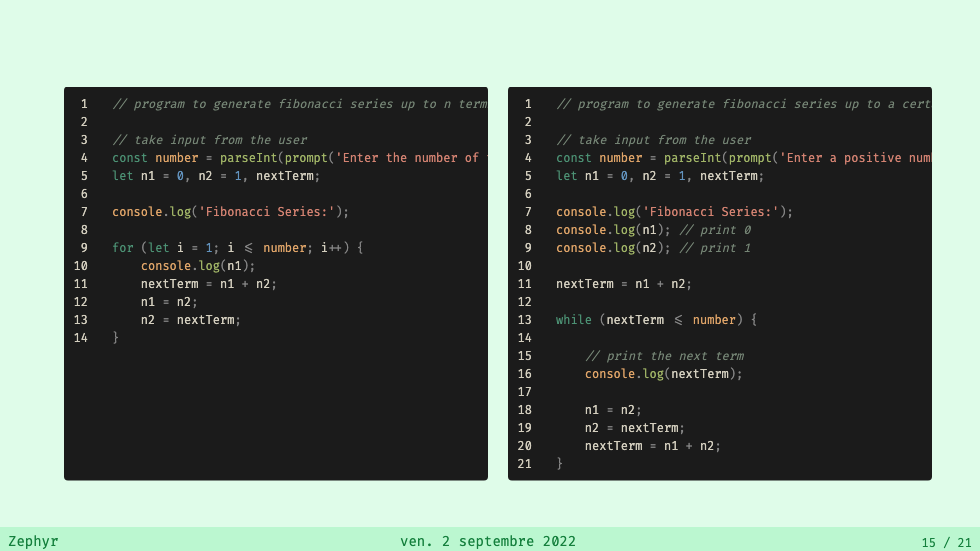 1 // program to generate fibonacci series up to n term
2
3 // take input from the user
4 const number = parseInt(prompt('Enter the number of
5 let n1 = 0, n2 = 1, nextTerm;
6
7 console.log('Fibonacci Series:');
8
9 for (let i = 1; i <= number; i++) {
10 console.log(n1);
11 nextTerm = n1 + n2;
12 n1 = n2;
13 n2 = nextTerm;
14 }
1 // program to generate fibonacci series up to a cert
2
3 // take input from the user
4 const number = parseInt(prompt('Enter a positive num
5 let n1 = 0, n2 = 1, nextTerm;
6
7 console.log('Fibonacci Series:');
8 console.log(n1); // print 0
9 console.log(n2); // print 1
10
11 nextTerm = n1 + n2;
12
13 while (nextTerm <= number) {
14
15 // print the next term
16 console.log(nextTerm);
17
18 n1 = n2;
19 n2 = nextTerm;
20 nextTerm = n1 + n2;
21 }
Zephyr
ven. 2 septembre 2022
15 / 21